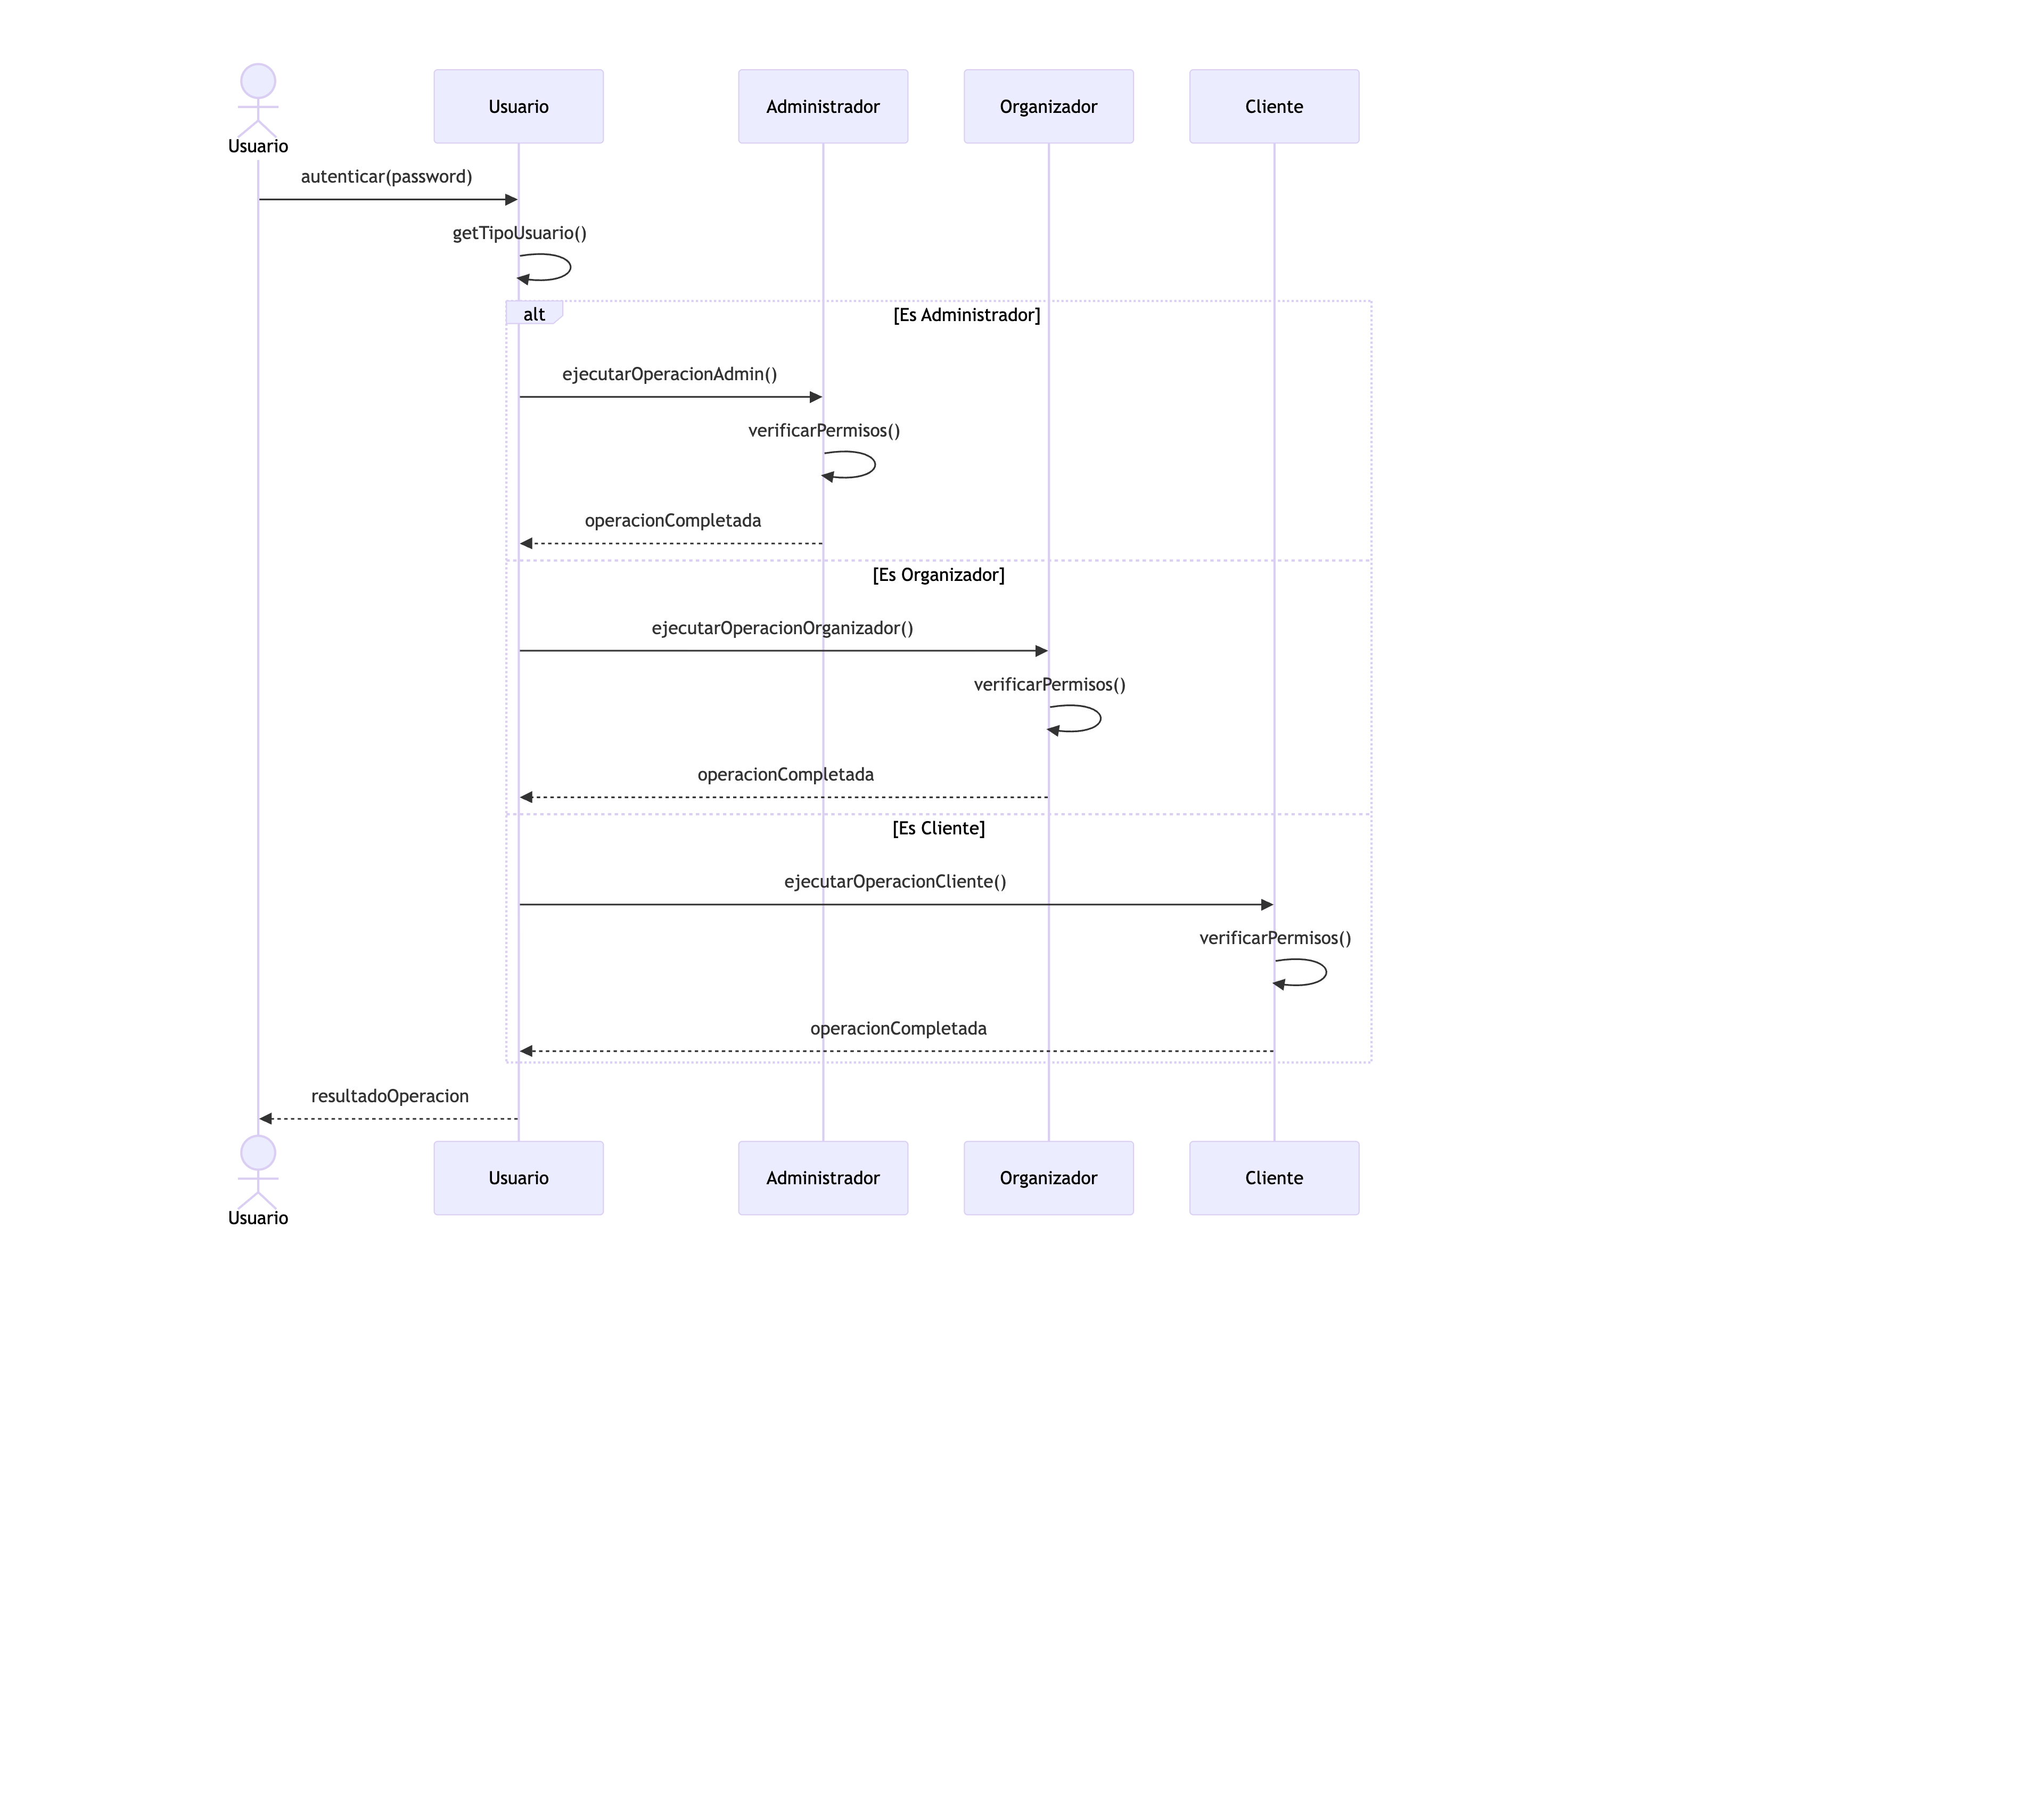 Usuario
Usuario
Administrador
Organizador
Cliente
autenticar(password)
getTipoUsuario()
alt
[Es Administrador]
ejecutarOperacionAdmin()
verificarPermisos()
operacionCompletada
[Es Organizador]
ejecutarOperacionOrganizador()
verificarPermisos()
operacionCompletada
[Es Cliente]
ejecutarOperacionCliente()
verificarPermisos()
operacionCompletada
resultadoOperacion
Usuario
Usuario
Administrador
Organizador
Cliente